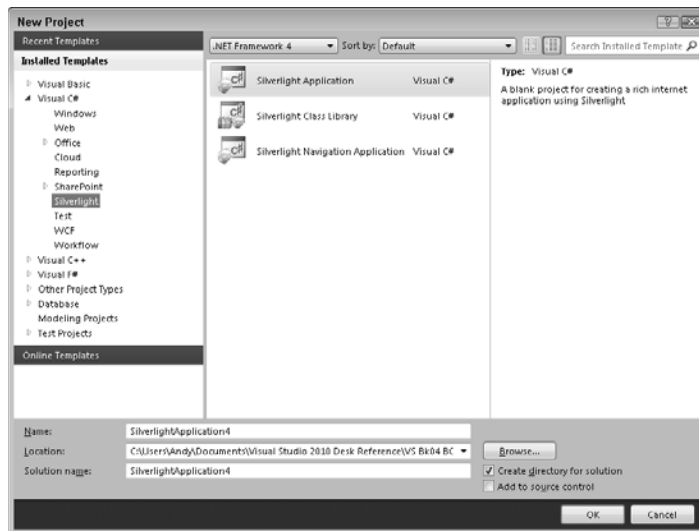 New Project
Recent Templates
Installed Templates
Visual Basic
Visual C#
Windows
Web
Office
Cloud
Reporting
SharePoint
Silverlight
Test
WCF
Workflow
Visual C++
Visual F#
Other Project Types
Database
Modeling Projects
Test Projects
Online Templates
.NET Framework 4 Sort by: Default Search Installed Template
C# Silverlight Application Visual C#
C# Silverlight Class Library Visual C#
C# Silverlight Navigation Application Visual C#
Type: Visual C#
A blank project for creating a rich internet
application using Silverlight
Name: SilverlightApplication4
Location: C:\Users\Andy\Documents\Visual Studio 2010 Desk Reference\VS Bk04 BC Browse...
Solution name: SilverlightApplication4
Create directory for solution
Add to source control
OK Cancel